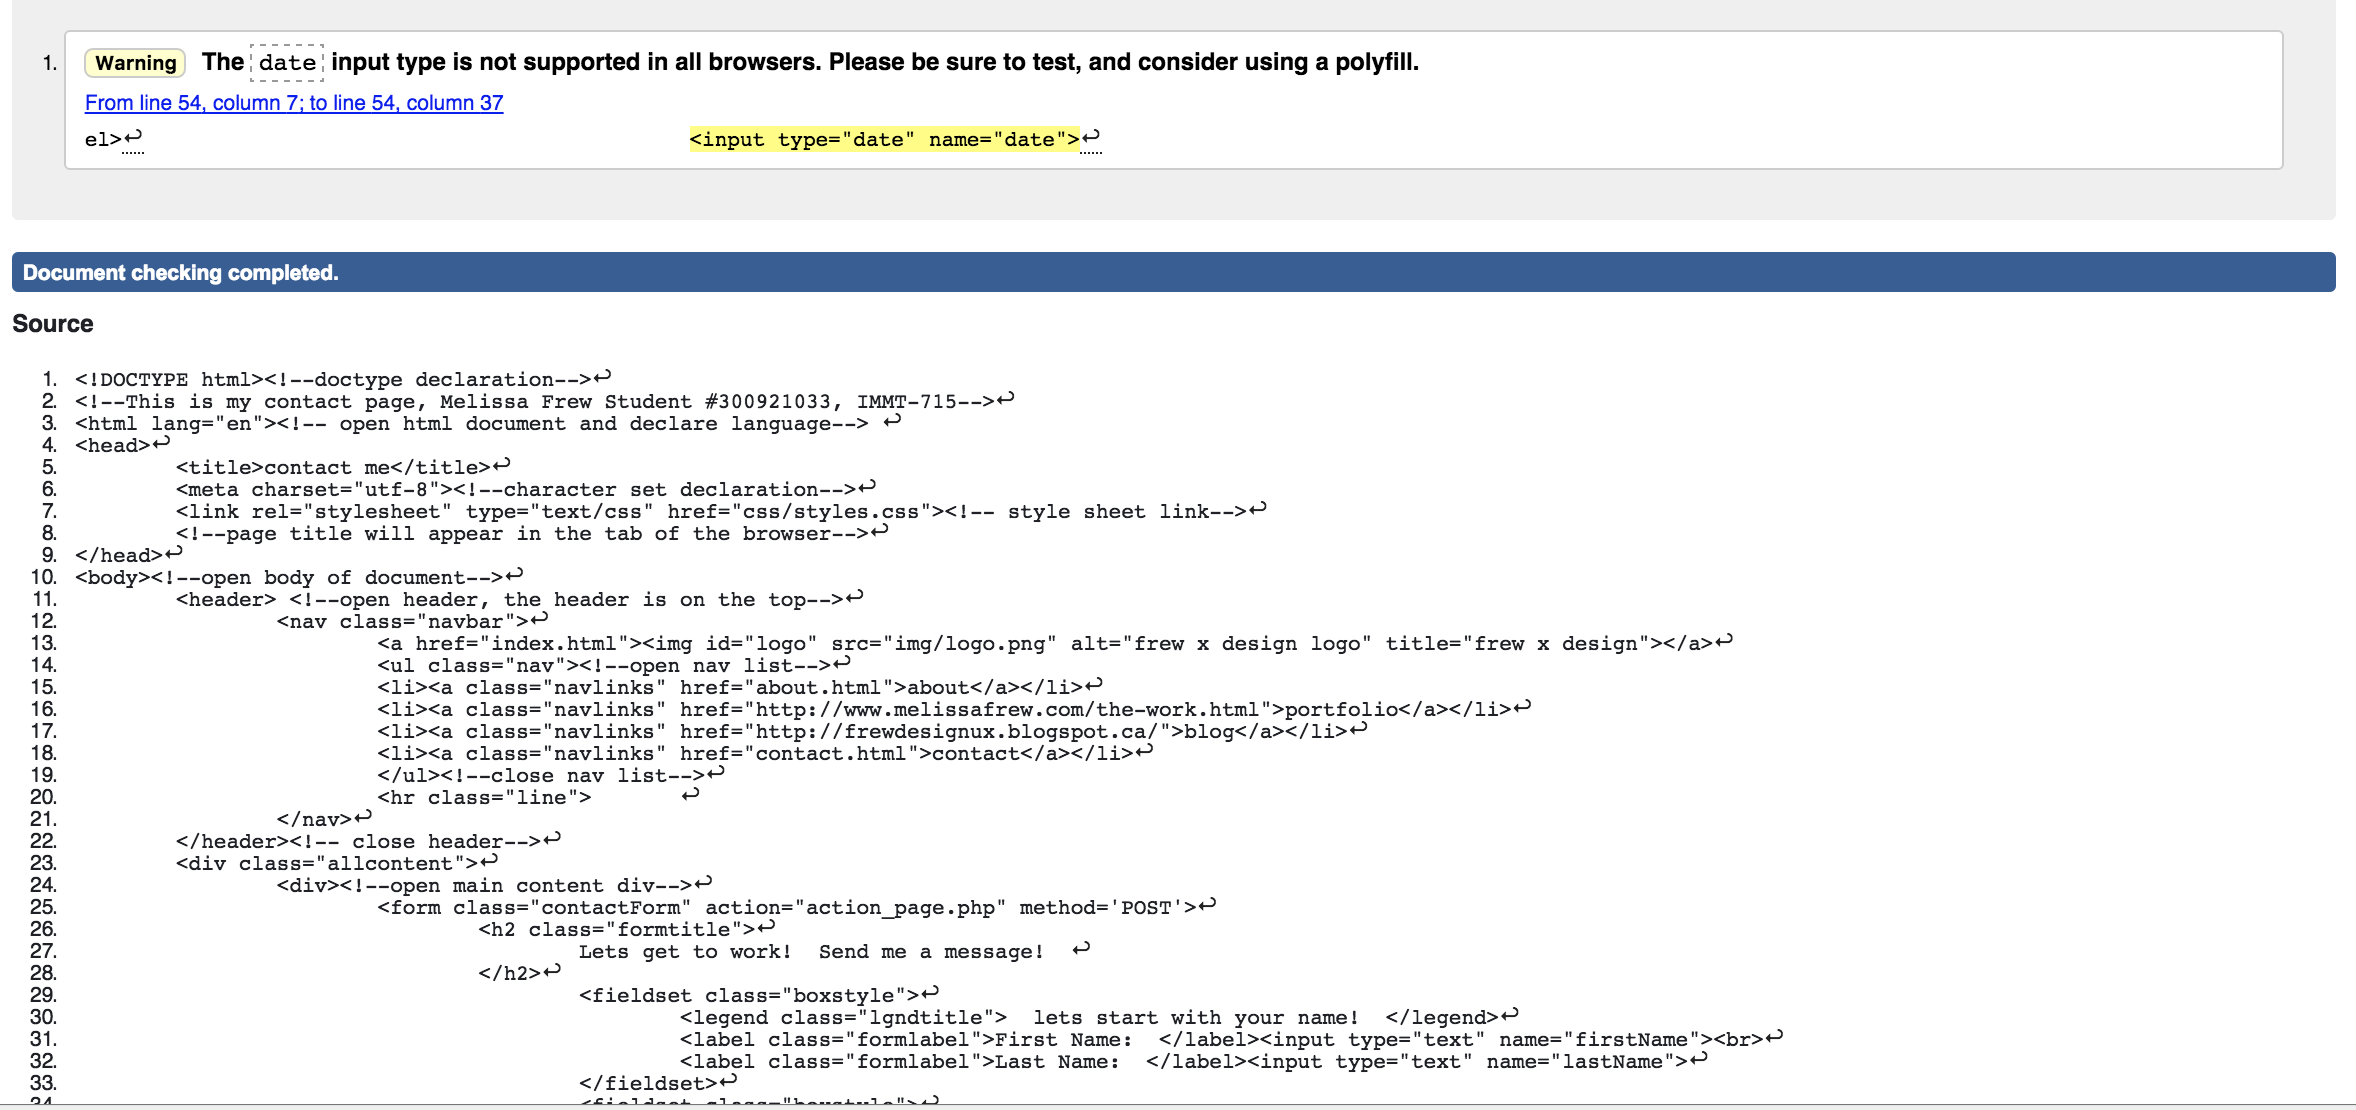 1. Warning The date input type is not supported in all browsers. Please be sure to test, and consider using a polyfill.
From line 54, column 7; to line 54, column 37
el>↩ <input type="date" name="date">↩
Document checking completed.
Source
1. <!DOCTYPE html><!--doctype declaration-->↩
2. <!--This is my contact page, Melissa Frew Student #300921033, IMMT-715-->↩
3. <html lang="en"><!-- open html document and declare language--> ↩
4. <head>↩
5. <title>contact me</title>↩
6. <meta charset="utf-8"><!--character set declaration-->↩
7. <link rel="stylesheet" type="text/css" href="css/styles.css"><!-- style sheet link-->↩
8. <!--page title will appear in the tab of the browser-->↩
9. </head>↩
10. <body><!--open body of document-->↩
11. <header> <!--open header, the header is on the top-->↩
12. <nav class="navbar">↩
13. <a href="index.html"><img id="logo" src="img/logo.png" alt="frew x design logo" title="frew x design"></a>↩
14. <ul class="nav"><!--open nav list-->↩
15. <li><a class="navlinks" href="about.html">about</a></li>↩
16. <li><a class="navlinks" href="http://www.melissafrew.com/the-work.html">portfolio</a></li>↩
17. <li><a class="navlinks" href="http://frewdesignux.blogspot.ca/">blog</a></li>↩
18. <li><a class="navlinks" href="contact.html">contact</a></li>↩
19. </ul><!--close nav list-->↩
20. <hr class="line"> ↩
21. </nav>↩
22. </header><!-- close header-->↩
23. <div class="allcontent">↩
24. <div><!--open main content div-->↩
25. <form class="contactForm" action="action_page.php" method='POST'>↩
26. <h2 class="formtitle">↩
27. Lets get to work!  Send me a message!  ↩
28. </h2>↩
29. <fieldset class="boxstyle">↩
30. <legend class="lgndtitle">  lets start with your name!  </legend>↩
31. <label class="formlabel">First Name:  </label><input type="text" name="firstName"><br>↩
32. <label class="formlabel">Last Name:  </label><input type="text" name="lastName">↩
33. </fieldset>↩
34. <fieldset class="boxstyle">↩